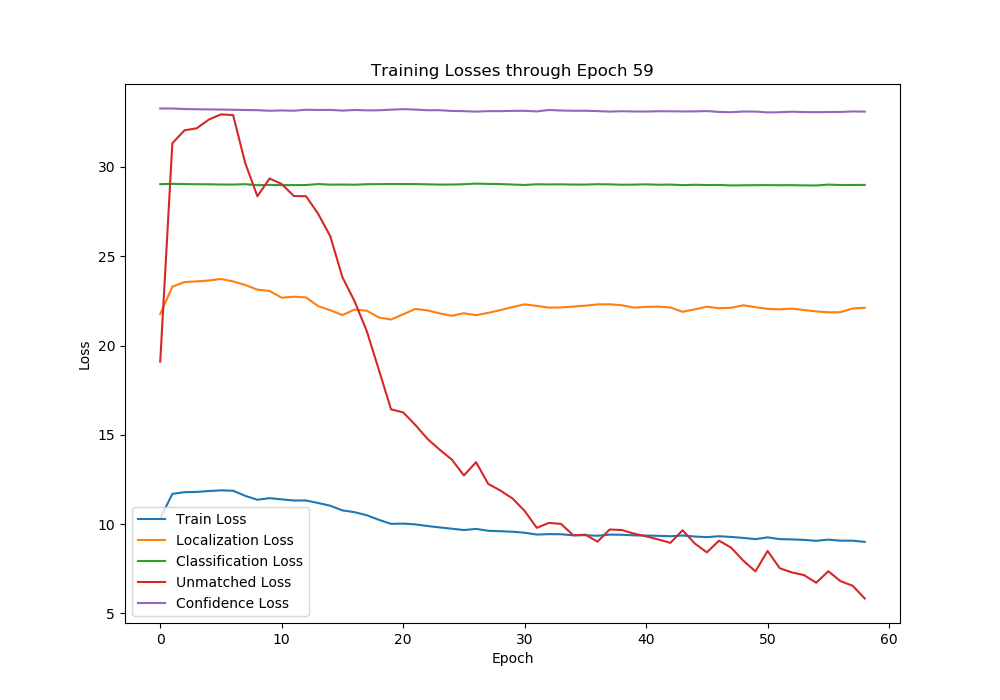 Training Losses through Epoch 59
Loss
30
25
20
15
10
5
Train Loss
Localization Loss
Classification Loss
Unmatched Loss
Confidence Loss
0
10
20
30
40
50
60
Epoch